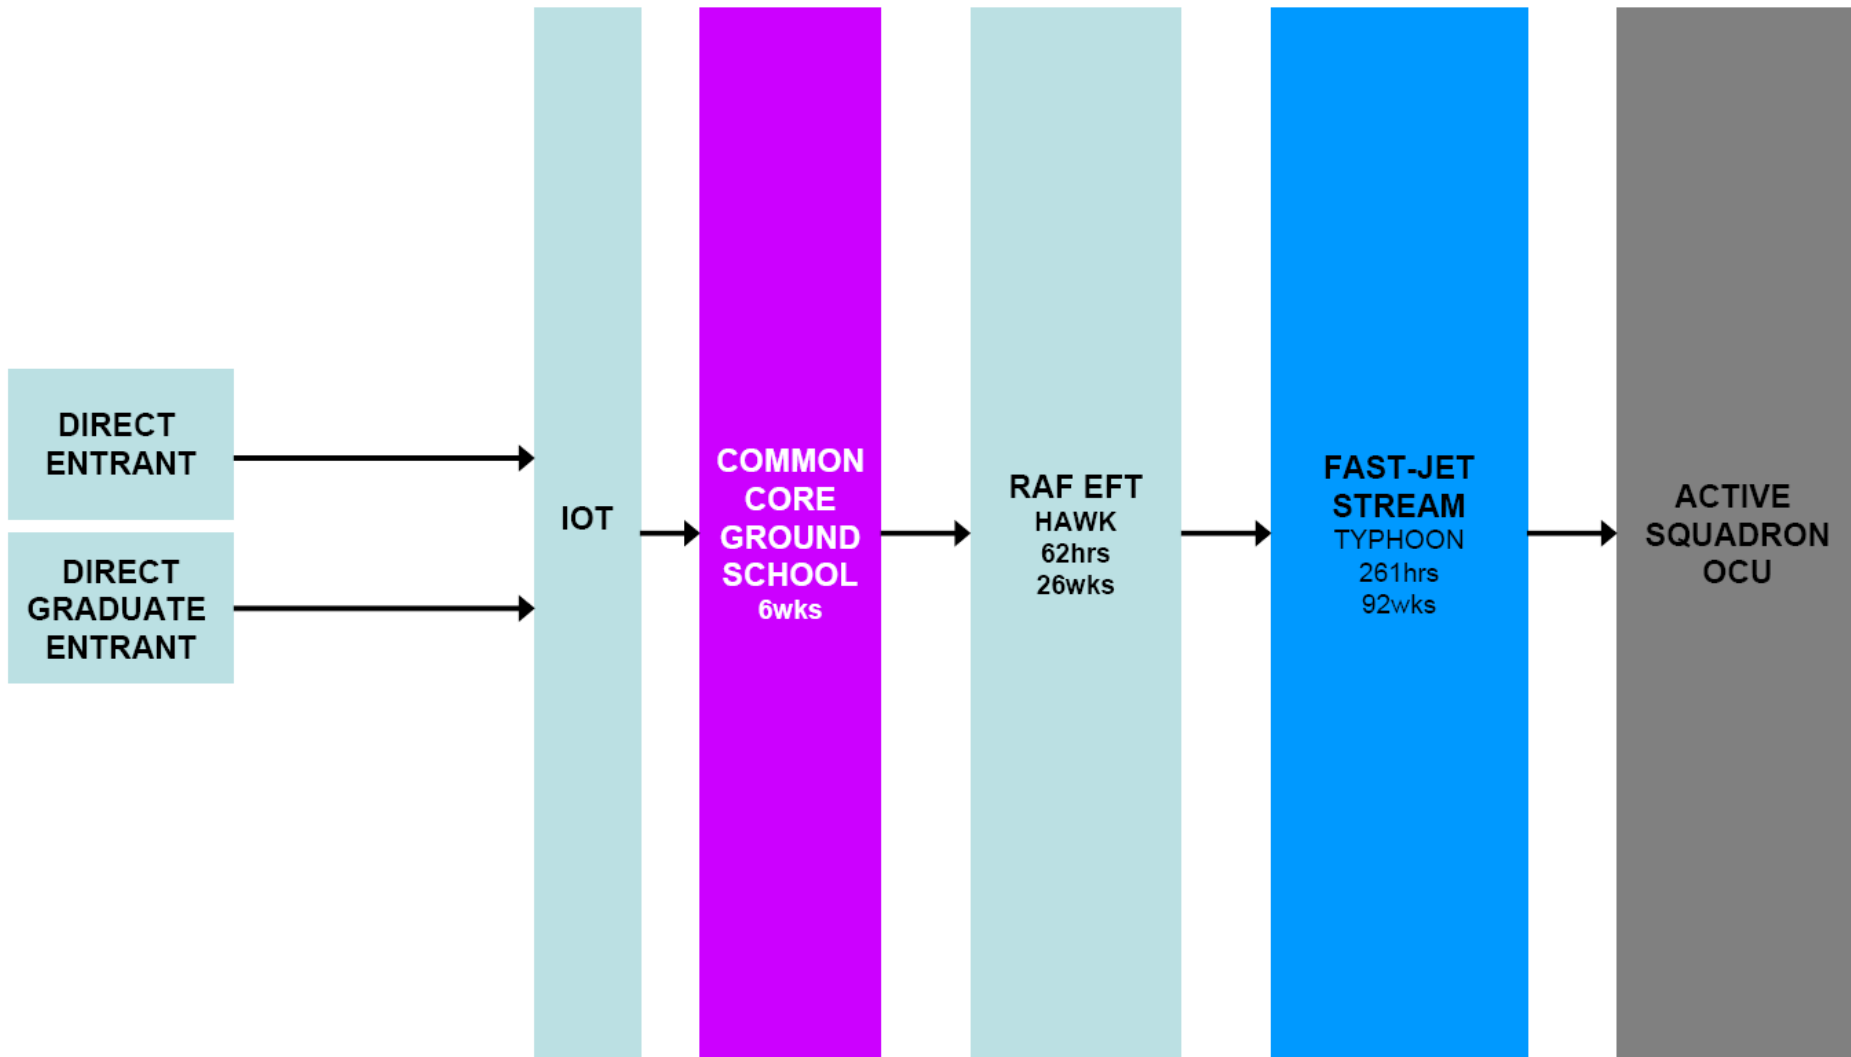 DIRECT
ENTRANT
DIRECT
GRADUATE
ENTRANT
IOT
COMMON
CORE
GROUND
SCHOOL
6wks
RAF EFT
HAWK
62hrs
26wks
FAST-JET
STREAM
TYPHOON
261hrs
92wks
ACTIVE
SQUADRON
OCU